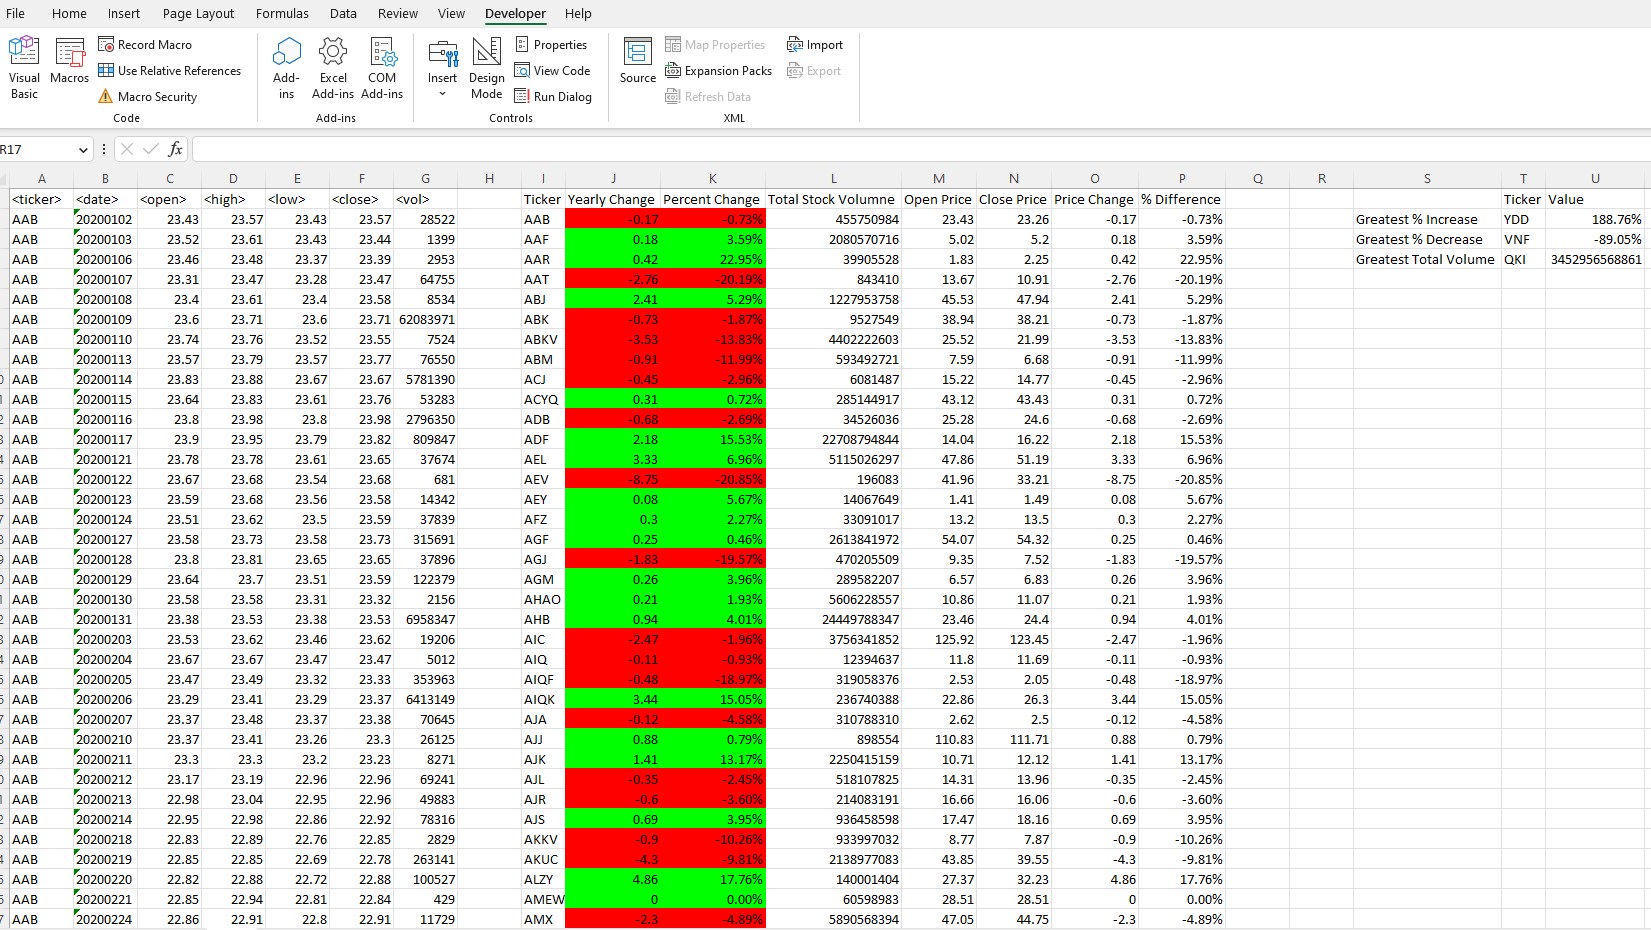 File Home Insert Page Layout Formulas Data Review View Developer Help
Visual Basic Macros Record Macro Use Relative References Macro Security Code
Add-ins Excel Add-ins COM Add-ins Add-ins
Insert Design Mode Properties View Code Run Dialog Controls
Source Map Properties Expansion Packs Refresh Data Import Export XML
R17 fx
A B C D E F G H I J K L M N O P Q R S T U
<ticker> <date> <open> <high> <low> <close> <vol> Ticker Yearly Change Percent Change Total Stock Volumne Open Price Close Price Price Change % Difference Ticker Value
AAB 20200102 23.43 23.57 23.43 23.57 28522 AAB -0.17 -0.73% 455750984 23.43 23.26 -0.17 -0.73% Greatest % Increase YDD 188.76%
AAB 20200103 23.52 23.61 23.43 23.44 1399 AAF 0.18 3.59% 2080570716 5.02 5.2 0.18 3.59% Greatest % Decrease VNF -89.05%
AAB 20200106 23.46 23.48 23.37 23.39 2953 AAR 0.42 22.95% 39905528 1.83 2.25 0.42 22.95% Greatest Total Volume QKI 3452956568861
AAB 20200107 23.31 23.47 23.28 23.47 64755 AAT -2.76 -20.19% 843410 13.67 10.91 -2.76 -20.19%
AAB 20200108 23.4 23.61 23.4 23.58 8534 ABJ 2.41 5.29% 1227953758 45.53 47.94 2.41 5.29%
AAB 20200109 23.6 23.71 23.6 23.71 62083971 ABK -0.73 -1.87% 9527549 38.94 38.21 -0.73 -1.87%
AAB 20200110 23.74 23.76 23.52 23.55 7524 ABKV -3.53 -13.83% 4402222603 25.52 21.99 -3.53 -13.83%
AAB 20200113 23.57 23.79 23.57 23.77 76550 ABM -0.91 -11.99% 593492721 7.59 6.68 -0.91 -11.99%
AAB 20200114 23.83 23.88 23.67 23.67 5781390 ACJ -0.45 -2.96% 6081487 15.22 14.77 -0.45 -2.96%
AAB 20200115 23.64 23.83 23.61 23.76 53283 ACYQ 0.31 0.72% 285144917 43.12 43.43 0.31 0.72%
AAB 20200116 23.8 23.98 23.8 23.98 2796350 ADB -0.68 -2.69% 34526036 25.28 24.6 -0.68 -2.69%
AAB 20200117 23.9 23.95 23.79 23.82 809847 ADF 2.18 15.53% 22708794844 14.04 16.22 2.18 15.53%
AAB 20200121 23.78 23.78 23.61 23.65 37674 AEL 3.33 6.96% 5115026297 47.86 51.19 3.33 6.96%
AAB 20200122 23.67 23.68 23.54 23.68 681 AEV -8.75 -20.85% 196083 41.96 33.21 -8.75 -20.85%
AAB 20200123 23.59 23.68 23.56 23.58 14342 AEY 0.08 5.67% 14067649 1.41 1.49 0.08 5.67%
AAB 20200124 23.51 23.62 23.5 23.59 37839 AFZ 0.3 2.27% 33091017 13.2 13.5 0.3 2.27%
AAB 20200127 23.58 23.73 23.58 23.73 315691 AGF 0.25 0.46% 2613841972 54.07 54.32 0.25 0.46%
AAB 20200128 23.8 23.81 23.65 23.65 37896 AGJ -1.83 -19.57% 470205509 9.35 7.52 -1.83 -19.57%
AAB 20200129 23.64 23.7 23.51 23.59 122379 AGM 0.26 3.96% 289582207 6.57 6.83 0.26 3.96%
AAB 20200130 23.58 23.58 23.31 23.32 2156 AHAO 0.21 1.93% 5606228557 10.86 11.07 0.21 1.93%
AAB 20200131 23.38 23.53 23.38 23.53 6958347 AHB 0.94 4.01% 24449788347 23.46 24.4 0.94 4.01%
AAB 20200203 23.53 23.62 23.46 23.62 19206 AIC -2.47 -1.96% 3756341852 125.92 123.45 -2.47 -1.96%
AAB 20200204 23.67 23.67 23.47 23.47 5012 AIQ -0.11 -0.93% 12394637 11.8 11.69 -0.11 -0.93%
AAB 20200205 23.47 23.49 23.32 23.33 353963 AIQF -0.48 -18.97% 319058376 2.53 2.05 -0.48 -18.97%
AAB 20200206 23.29 23.41 23.29 23.37 6413149 AIQK 3.44 15.05% 236740388 22.86 26.3 3.44 15.05%
AAB 20200207 23.37 23.48 23.37 23.38 70645 AJA -0.12 -4.58% 310788310 2.62 2.5 -0.12 -4.58%
AAB 20200210 23.37 23.41 23.26 23.3 26125 AJJ 0.88 0.79% 898554 110.83 111.71 0.88 0.79%
AAB 20200211 23.3 23.3 23.2 23.23 8271 AJK 1.41 13.17% 2250415159 10.71 12.12 1.41 13.17%
AAB 20200212 23.17 23.19 22.96 22.96 69241 AJL -0.35 -2.45% 518107825 14.31 13.96 -0.35 -2.45%
AAB 20200213 22.98 23.04 22.95 22.96 49883 AJR -0.6 -3.60% 214083191 16.66 16.06 -0.6 -3.60%
AAB 20200214 22.95 22.98 22.86 22.92 78316 AJS 0.69 3.95% 936458598 17.47 18.16 0.69 3.95%
AAB 20200218 22.83 22.89 22.76 22.85 2829 AKKV -0.9 -10.26% 933997032 8.77 7.87 -0.9 -10.26%
AAB 20200219 22.85 22.85 22.69 22.78 263141 AKUC -4.3 -9.81% 2138977083 43.85 39.55 -4.3 -9.81%
AAB 20200220 22.82 22.88 22.72 22.88 100527 ALZY 4.86 17.76% 140001404 27.37 32.23 4.86 17.76%
AAB 20200221 22.85 22.94 22.81 22.84 429 AMEW 0 0.00% 60598983 28.51 28.51 0 0.00%
AAB 20200224 22.86 22.91 22.8 22.91 11729 AMX -2.3 -4.89% 5890568394 47.05 44.75 -2.3 -4.89%